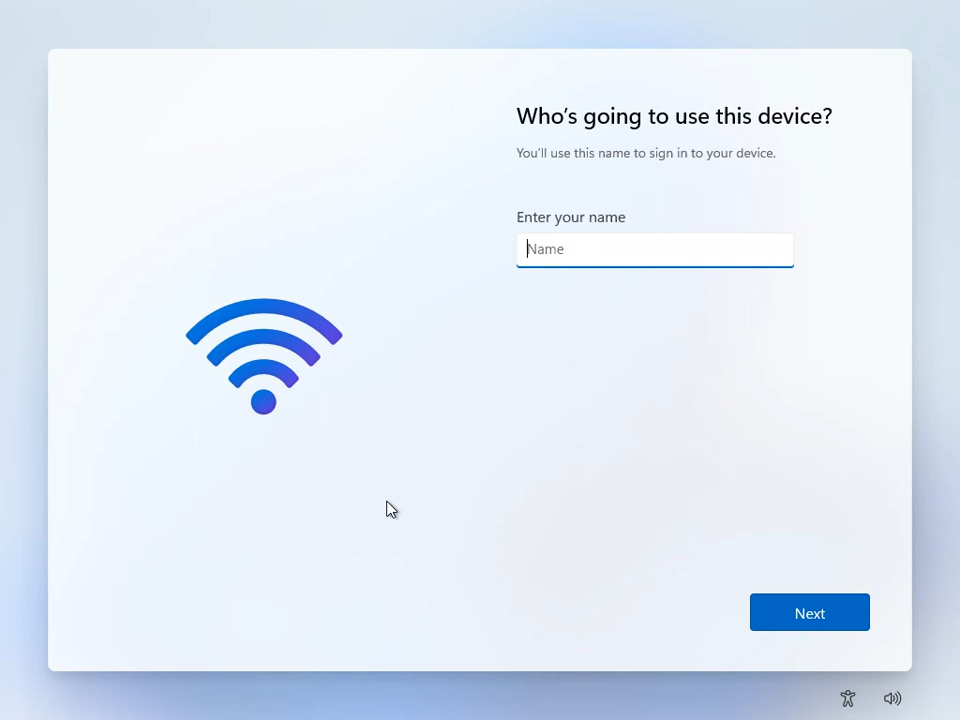 Who's going to use this device?
You'll use this name to sign in to your device.
Enter your name
Name
Next